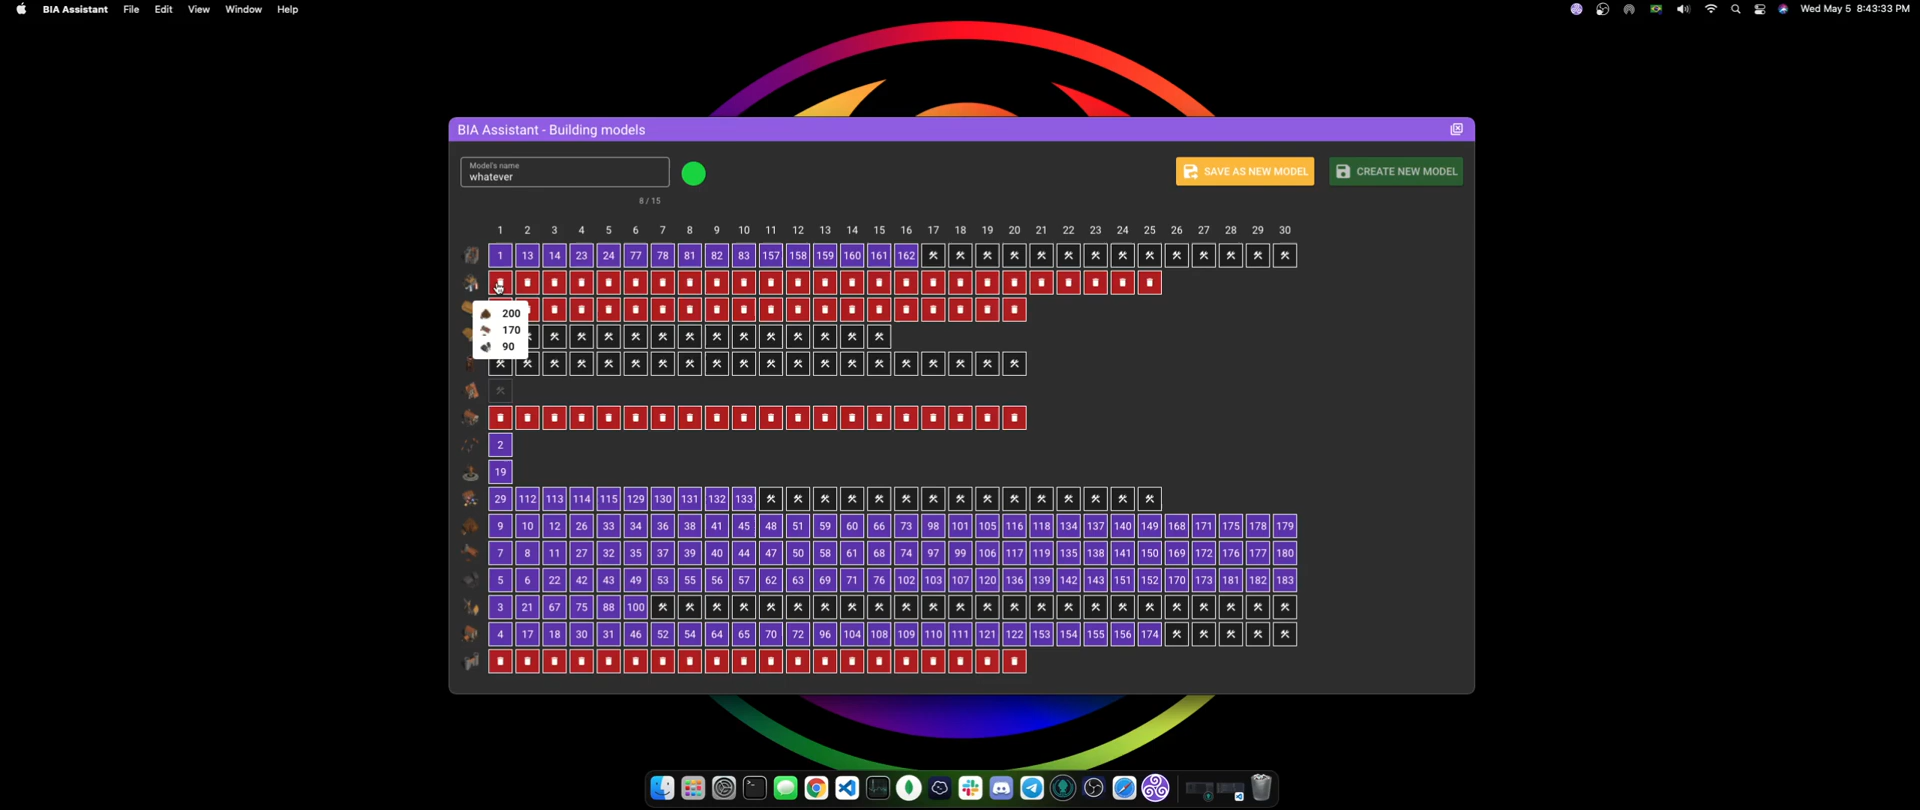 BIA Assistant File Edit View Window Help Wed May 5 8:43:33 PM
BIA Assistant - Building models
Model's name
whatever
SAVE AS NEW MODEL CREATE NEW MODEL
8 / 15
1 2 3 4 5 6 7 8 9 10 11 12 13 14 15 16 17 18 19 20 21 22 23 24 25 26 27 28 29 30
1 13 14 23 24 77 78 81 82 83 157 158 159 160 161 162
200
170
90
2
19
29 112 113 114 115 129 130 131 132 133
9 10 12 26 33 34 36 38 41 45 48 51 59 60 66 73 98 101 105 116 118 134 137 140 149 168 171 175 178 179
7 8 11 27 32 35 37 39 40 44 47 50 58 61 68 74 97 99 106 117 119 135 138 141 150 169 172 176 177 180
5 6 22 42 43 49 53 55 56 57 62 63 69 71 76 102 103 107 120 136 139 142 143 151 152 170 173 181 182 183
3 21 67 75 88 100
4 17 18 30 31 46 52 54 64 65 70 72 96 104 108 109 110 111 121 122 153 154 155 156 174